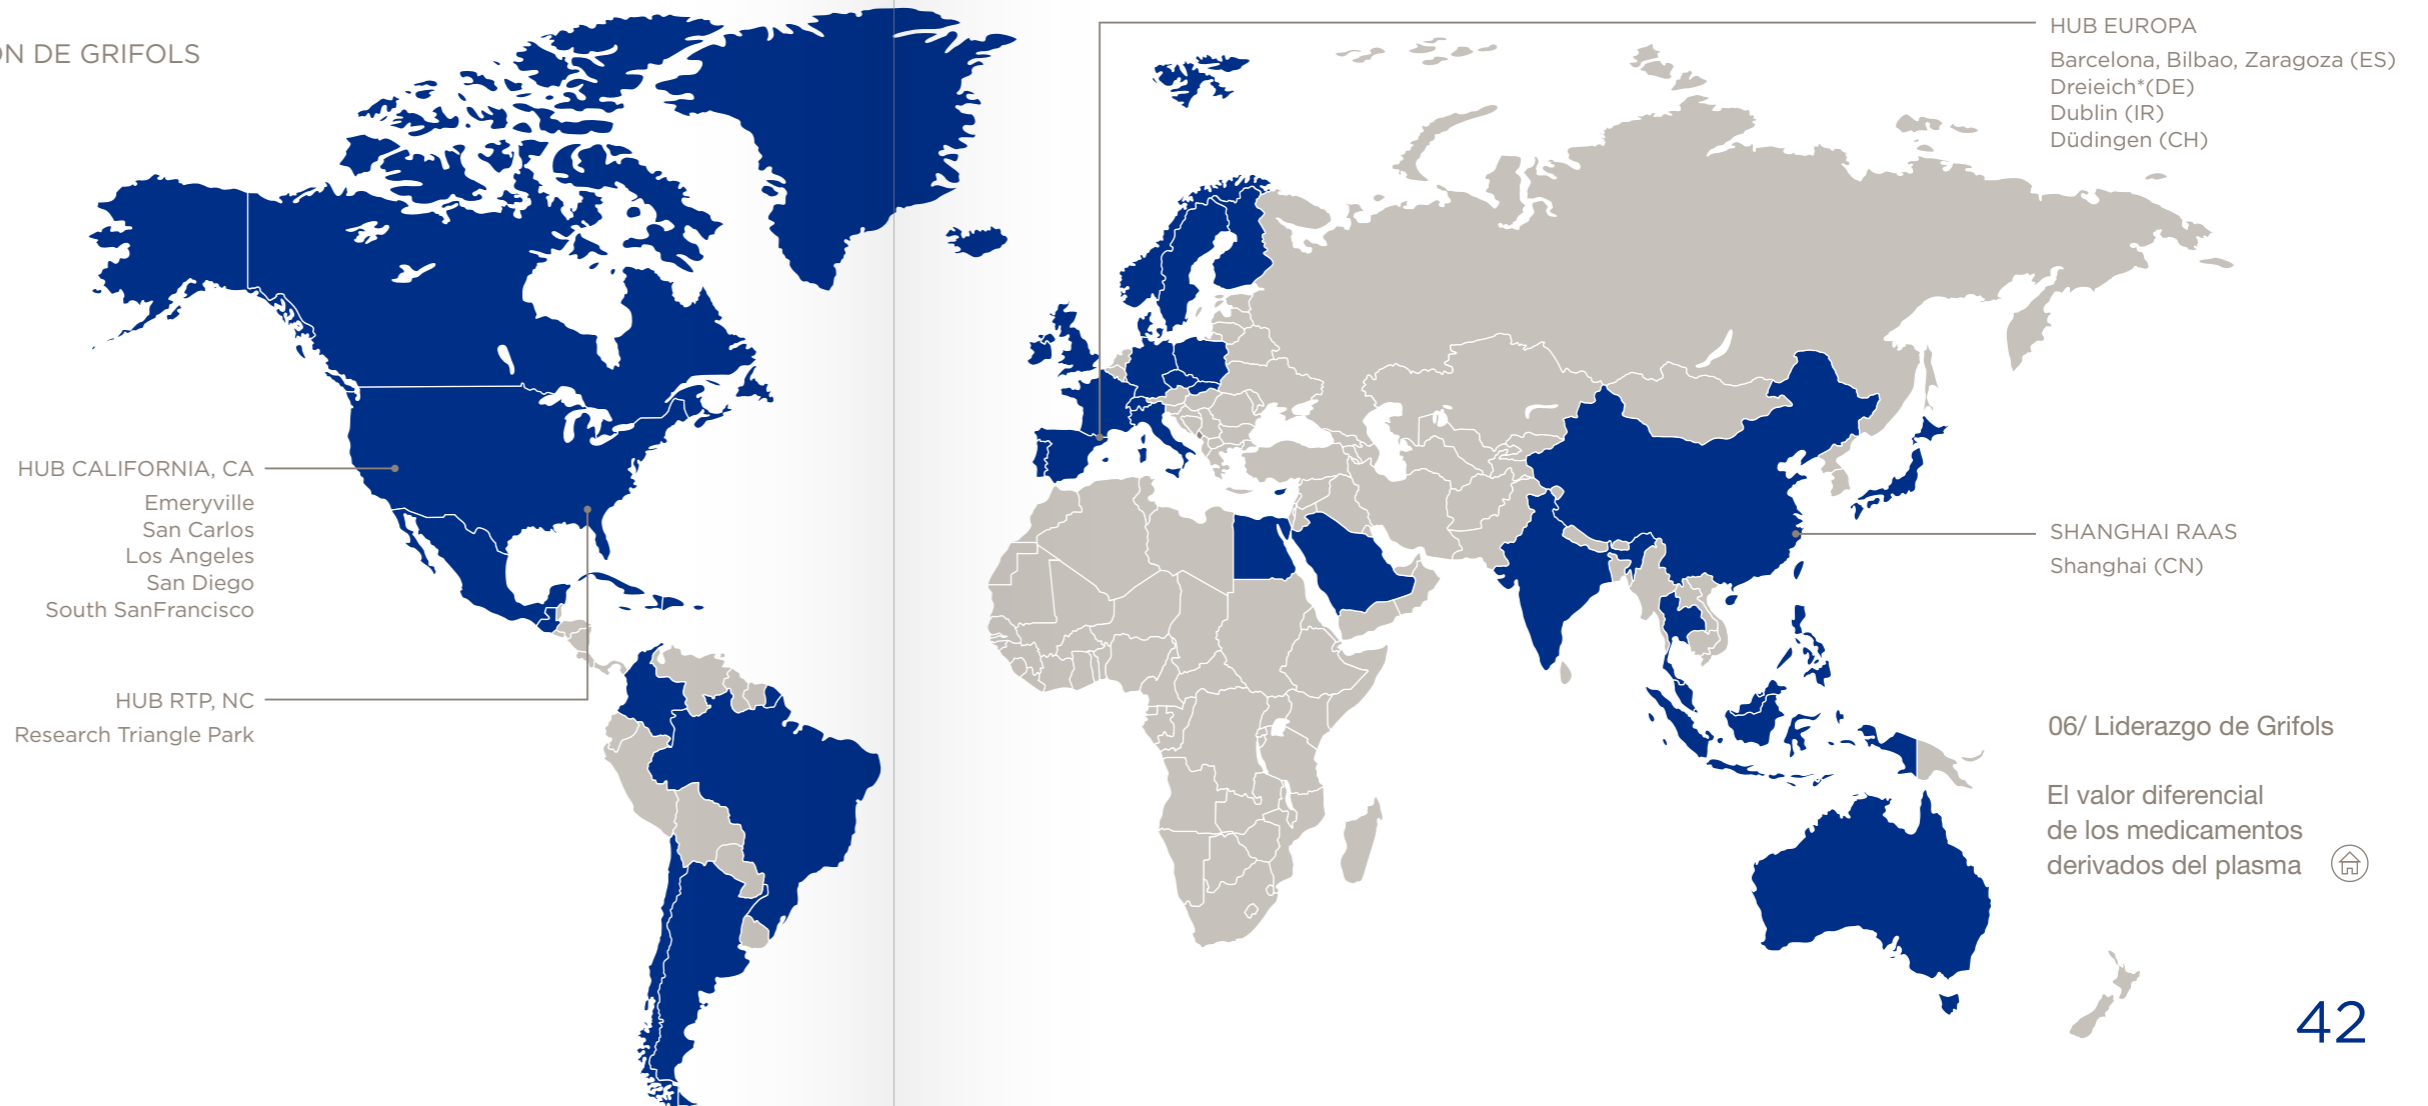 DE GRIFOLS
HUB CALIFORNIA, CA
Emeryville
San Carlos
Los Angeles
San Diego
South SanFrancisco
HUB RTP, NC
Research Triangle Park
HUB EUROPA
Barcelona, Bilbao, Zaragoza (ES)
Dreieich*(DE)
Dublin (IR)
Düdingen (CH)
SHANGHAI RAAS
Shanghai (CN)
06/ Liderazgo de Grifols
El valor diferencial
de los medicamentos
derivados del plasma
42